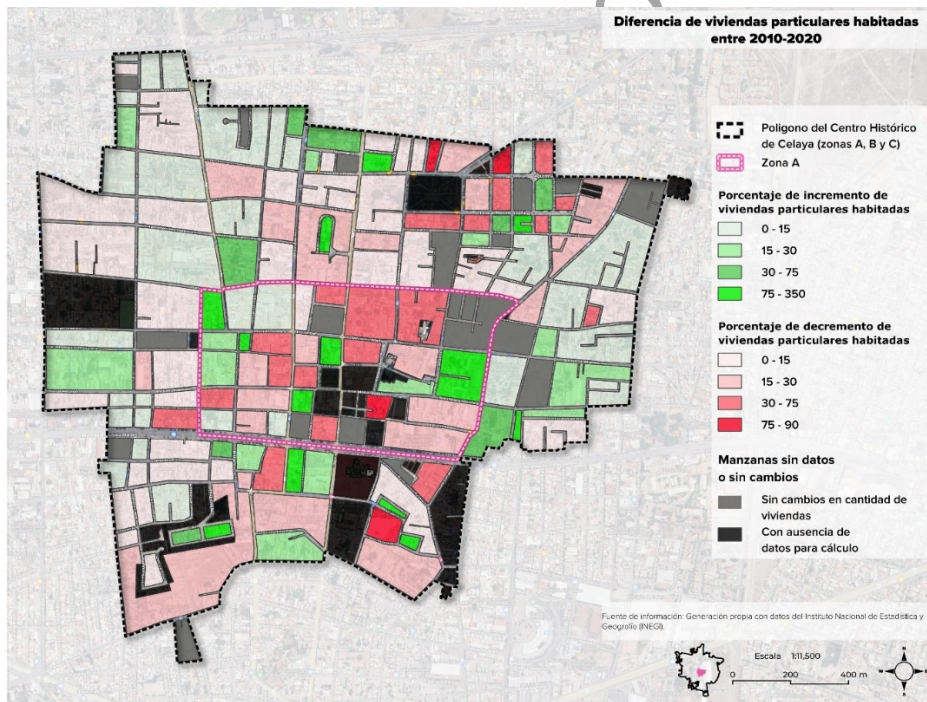 Diferencia de viviendas particulares habitadas
entre 2010-2020
Polígono del Centro Histórico
de Celaya (zonas A, B y C)
Zona A
Porcentaje de incremento de
viviendas particulares habitadas
0 - 15
15 - 30
30 - 75
75 - 350
Porcentaje de decremento de
viviendas particulares habitadas
0 - 15
15 - 30
30 - 75
75 - 90
Manzanas sin datos
o sin cambios
Sin cambios en cantidad de
viviendas
Con ausencia de
datos para cálculo
Fuente de información: Generación propia con datos del Instituto Nacional de Estadística y
Geografía (INEGI).
Escala 1:11,500
0 200 400 m